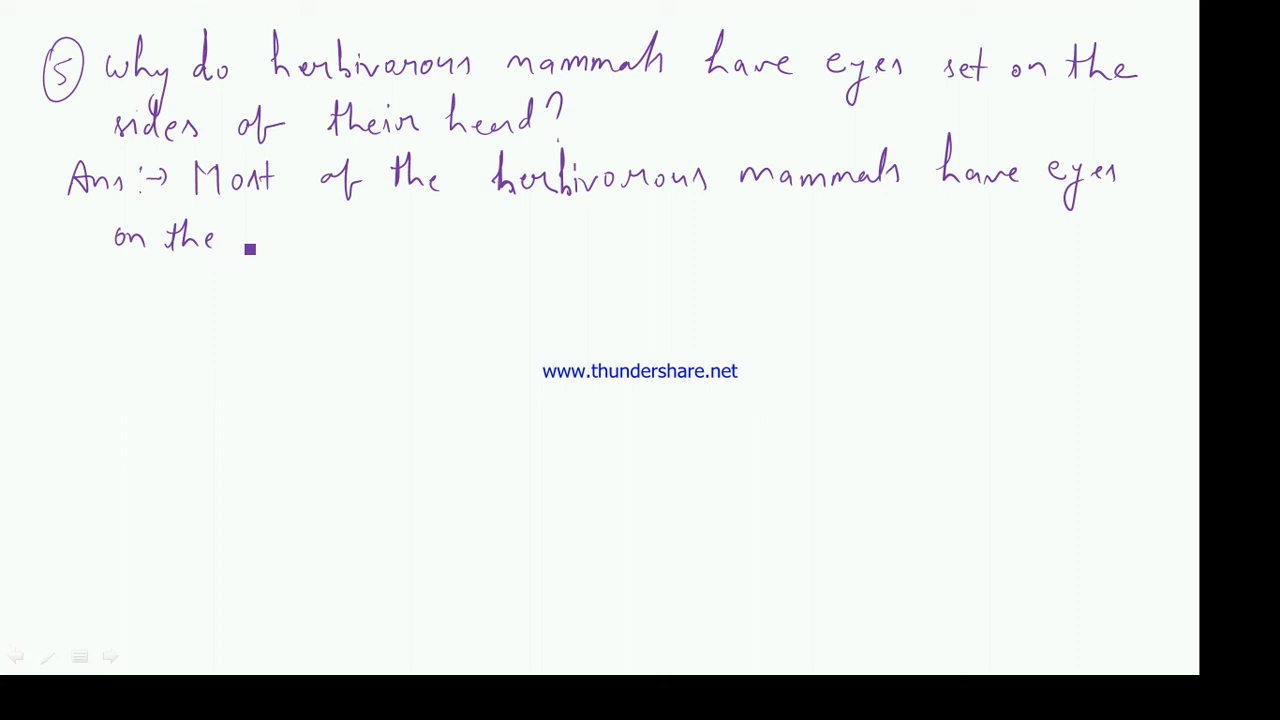 5 Why do herbivorous mammals have eyes set on the
sides of their head?
Ans :→ Most of the herbivorous mammals have eyes
on the
www.thundershare.net